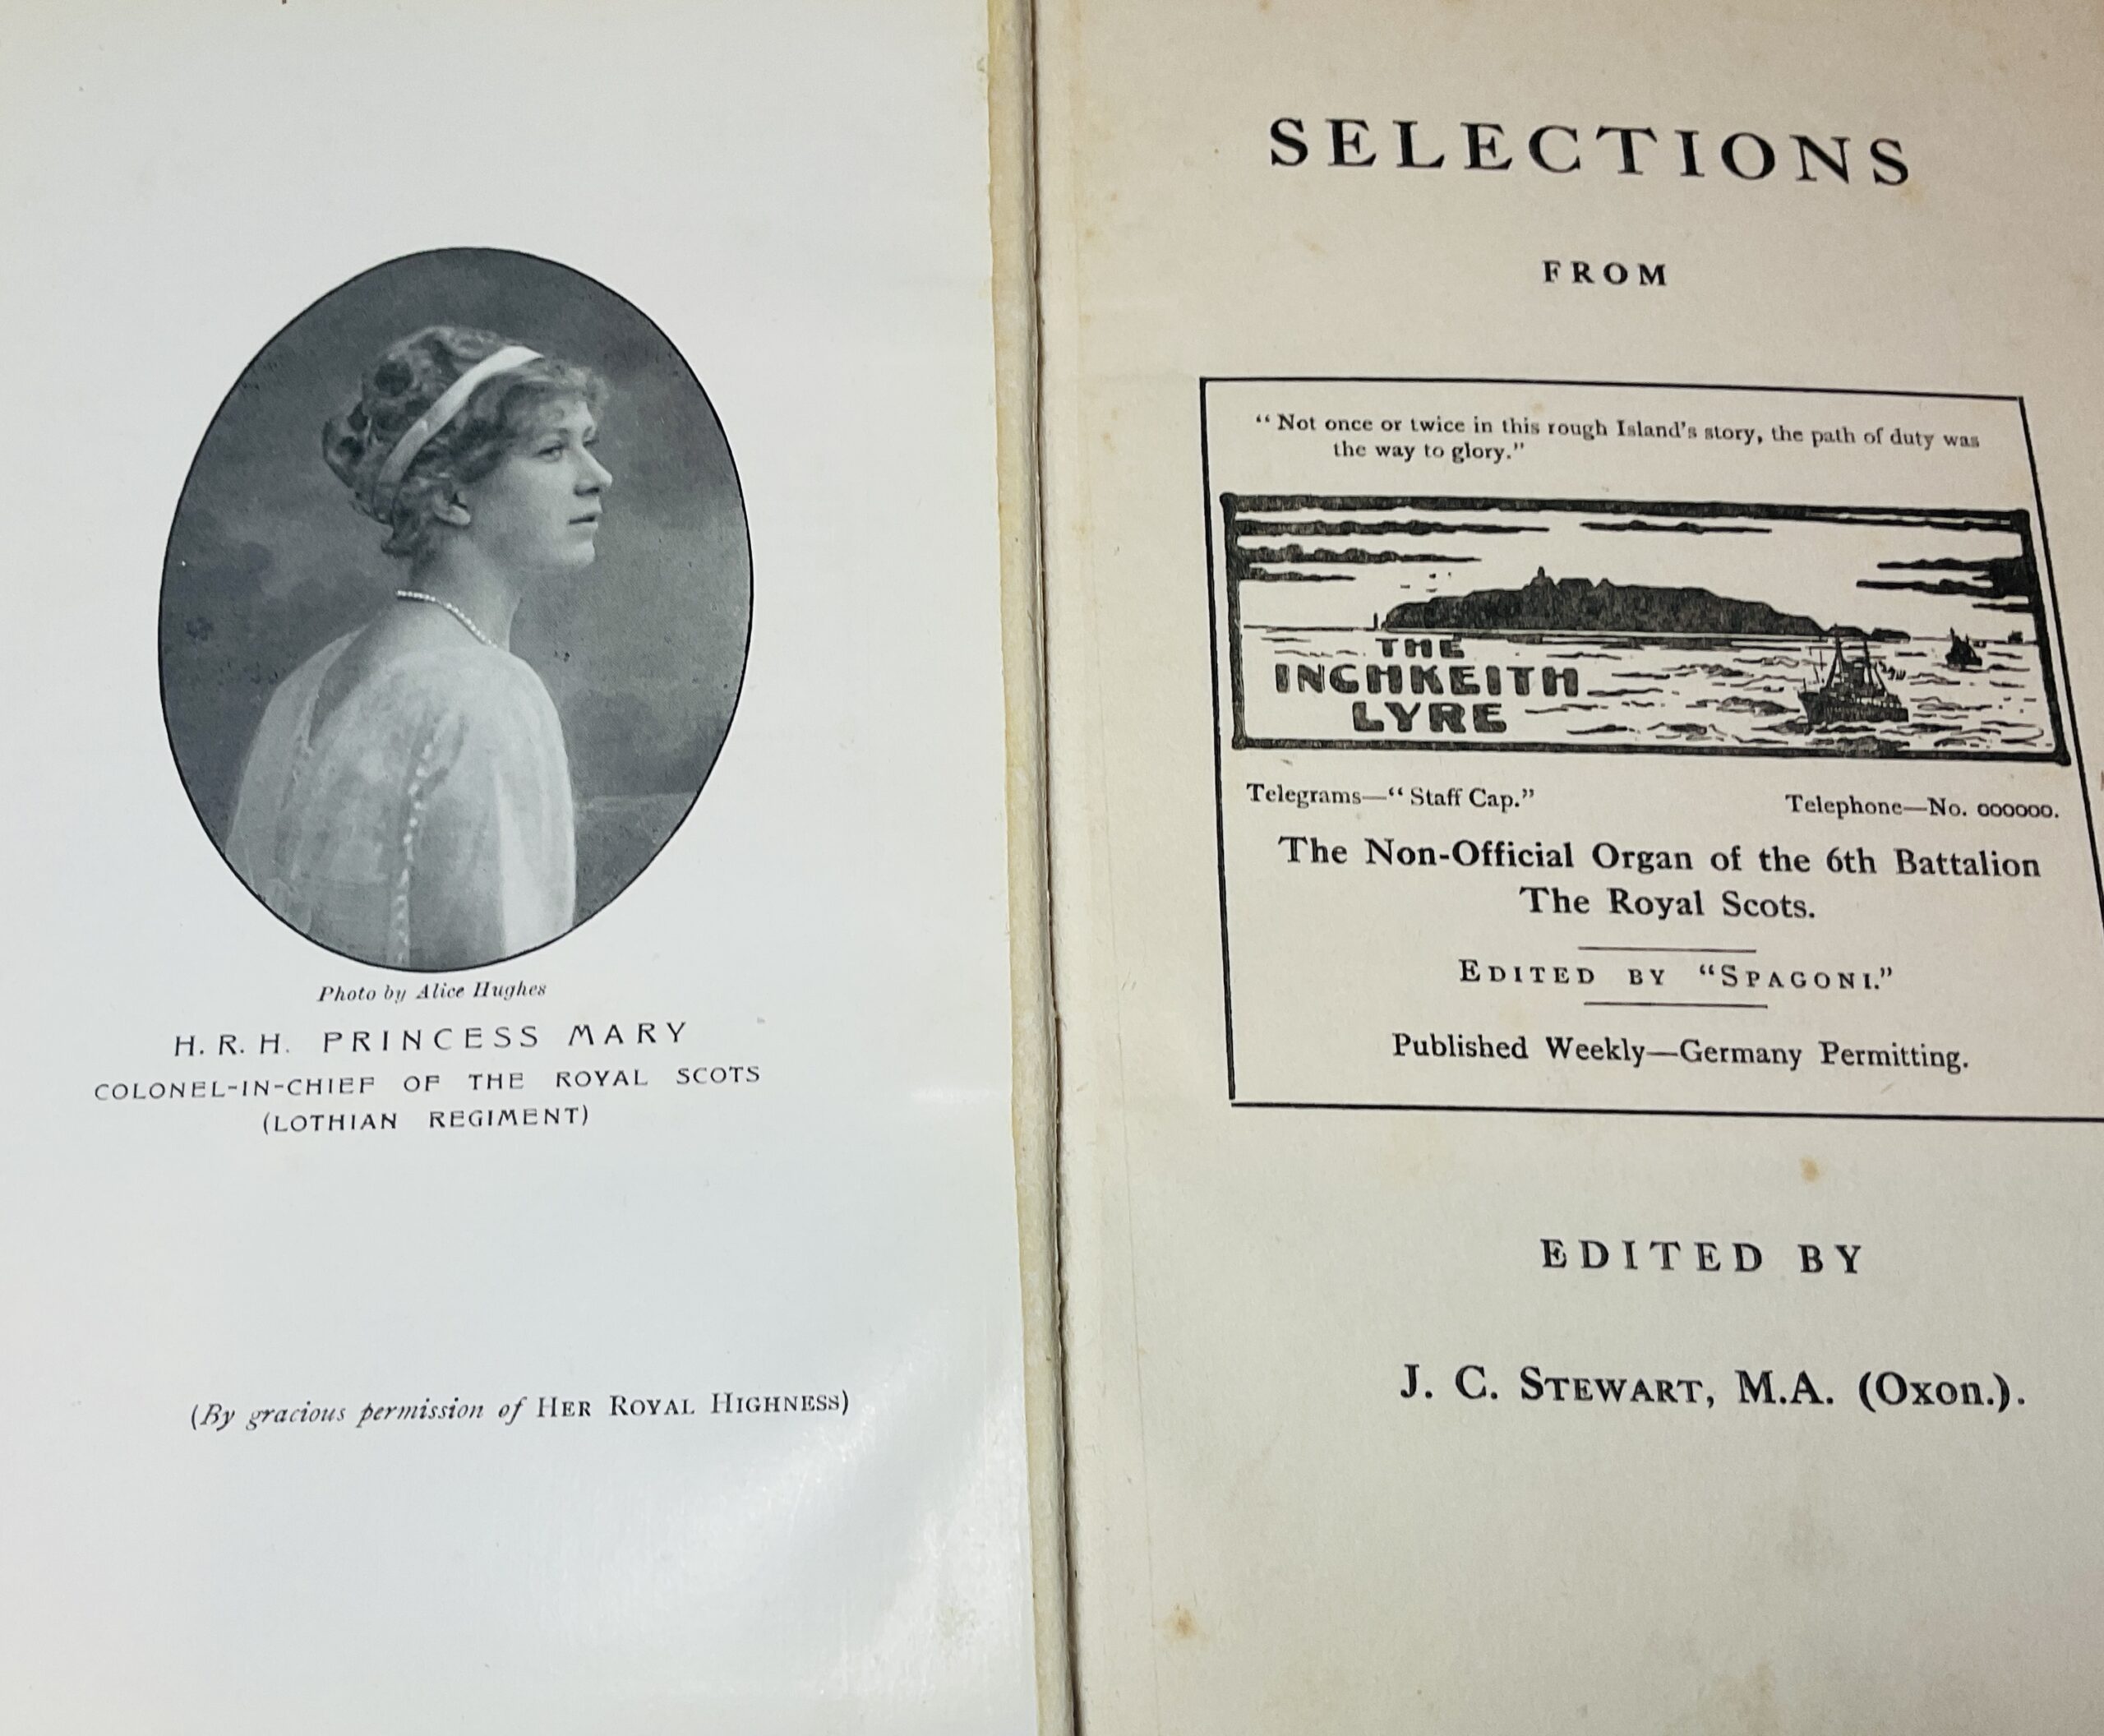 Photo by Alice Hughes
H. R. H. PRINCESS MARY
COLONEL-IN-CHIEF OF THE ROYAL SCOTS
(LOTHIAN REGIMENT)
(By gracious permission of HER ROYAL HIGHNESS)
SELECTIONS
FROM
“Not once or twice in this rough Island’s story, the path of duty was
the way to glory.”
THE
INCHKEITH
LYRE
Telegrams—“Staff Cap.” Telephone—No. 000000.
The Non-Official Organ of the 6th Battalion
The Royal Scots.
EDITED BY “SPAGONI.”
Published Weekly—Germany Permitting.
EDITED BY
J. C. STEWART, M.A. (Oxon.).